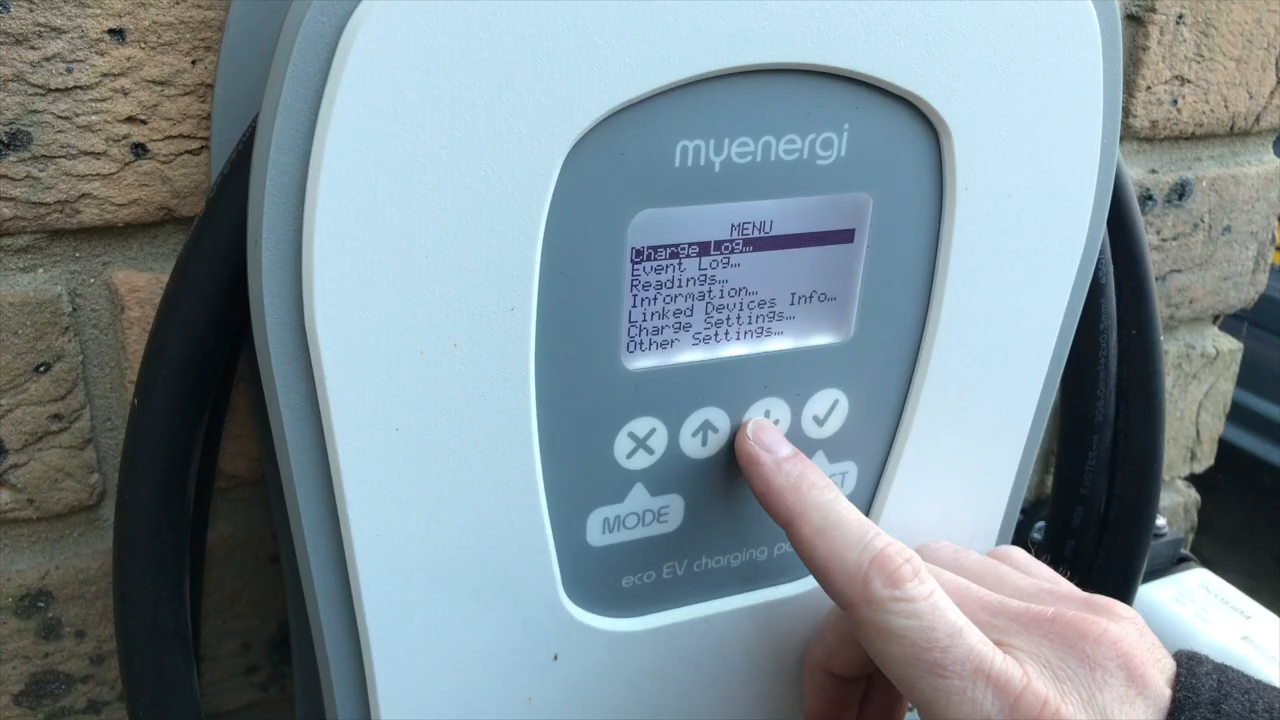 myenergi
MENU
Charge Log...
Event Log...
Readings...
Information...
Linked Devices Info...
Charge Settings...
Other Settings...
MODE
eco EV charging